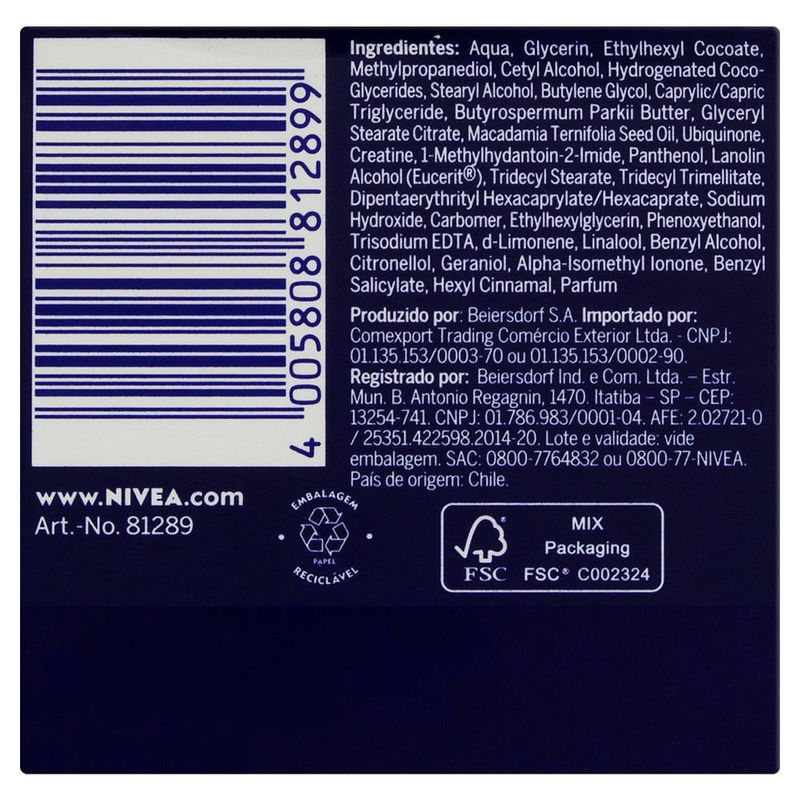 4 005808 812899
Ingredientes: Aqua, Glycerin, Ethylhexyl Cocoate,
Methylpropanediol, Cetyl Alcohol, Hydrogenated Coco-
Glycerides, Stearyl Alcohol, Butylene Glycol, Caprylic/Capric
Triglyceride, Butyrospermum Parkii Butter, Glyceryl
Stearate Citrate, Macadamia Ternifolia Seed Oil, Ubiquinone,
Creatine, 1-Methylhydantoin-2-Imide, Panthenol, Lanolin
Alcohol (Eucerit®), Tridecyl Stearate, Tridecyl Trimellitate,
Dipentaerythrityl Hexacaprylate/Hexacaprate, Sodium
Hydroxide, Carbomer, Ethylhexylglycerin, Phenoxyethanol,
Trisodium EDTA, d-Limonene, Linalool, Benzyl Alcohol,
Citronellol, Geraniol, Alpha-Isomethyl Ionone, Benzyl
Salicylate, Hexyl Cinnamal, Parfum
Produzido por: Beiersdorf S.A. Importado por:
Comexport Trading Comércio Exterior Ltda. - CNPJ:
01.135.153/0003-70 ou 01.135.153/0002-90.
Registrado por: Beiersdorf Ind. e Com. Ltda. – Estr.
Mun. B. Antonio Regagnin, 1470. Itatiba – SP – CEP:
13254-741. CNPJ: 01.786.983/0001-04. AFE: 2.02721-0
/ 25351.422598.2014-20. Lote e validade: vide
embalagem. SAC: 0800-7764832 ou 0800-77-NIVEA.
País de origem: Chile.
www.NIVEA.com
Art.-No. 81289
EMBALAGEM
PAPEL
RECICLÁVEL
FSC
MIX
Packaging
FSC® C002324